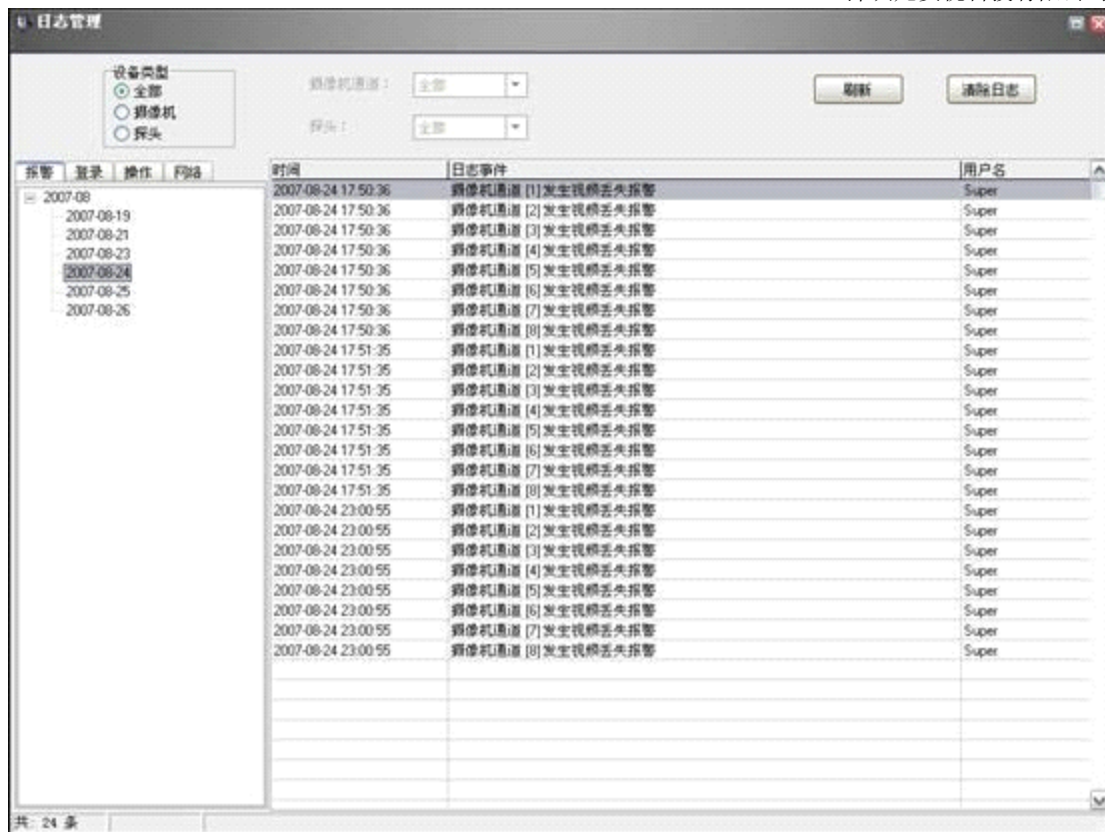 日志管理
设备类型
全部
摄像机
探头
摄像机通道：
全部
探头：
全部
刷新
清除日志
报警 登录 操作 网络
2007-08
2007-08-19
2007-08-21
2007-08-23
2007-08-24
2007-08-25
2007-08-26
时间 日志事件 用户名
2007-08-24 17:50:36 摄像机通道 [1] 发生视频丢失报警 Super
2007-08-24 17:50:36 摄像机通道 [2] 发生视频丢失报警 Super
2007-08-24 17:50:36 摄像机通道 [3] 发生视频丢失报警 Super
2007-08-24 17:50:36 摄像机通道 [4] 发生视频丢失报警 Super
2007-08-24 17:50:36 摄像机通道 [5] 发生视频丢失报警 Super
2007-08-24 17:50:36 摄像机通道 [6] 发生视频丢失报警 Super
2007-08-24 17:50:36 摄像机通道 [7] 发生视频丢失报警 Super
2007-08-24 17:50:36 摄像机通道 [8] 发生视频丢失报警 Super
2007-08-24 17:51:35 摄像机通道 [1] 发生视频丢失报警 Super
2007-08-24 17:51:35 摄像机通道 [2] 发生视频丢失报警 Super
2007-08-24 17:51:35 摄像机通道 [3] 发生视频丢失报警 Super
2007-08-24 17:51:35 摄像机通道 [4] 发生视频丢失报警 Super
2007-08-24 17:51:35 摄像机通道 [5] 发生视频丢失报警 Super
2007-08-24 17:51:35 摄像机通道 [6] 发生视频丢失报警 Super
2007-08-24 17:51:35 摄像机通道 [7] 发生视频丢失报警 Super
2007-08-24 17:51:35 摄像机通道 [8] 发生视频丢失报警 Super
2007-08-24 23:00:55 摄像机通道 [1] 发生视频丢失报警 Super
2007-08-24 23:00:55 摄像机通道 [2] 发生视频丢失报警 Super
2007-08-24 23:00:55 摄像机通道 [3] 发生视频丢失报警 Super
2007-08-24 23:00:55 摄像机通道 [4] 发生视频丢失报警 Super
2007-08-24 23:00:55 摄像机通道 [5] 发生视频丢失报警 Super
2007-08-24 23:00:55 摄像机通道 [6] 发生视频丢失报警 Super
2007-08-24 23:00:55 摄像机通道 [7] 发生视频丢失报警 Super
2007-08-24 23:00:55 摄像机通道 [8] 发生视频丢失报警 Super
共: 24 条